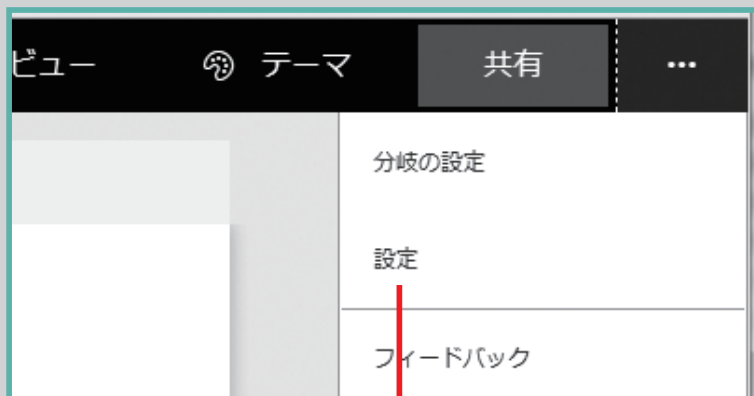 ビュー テーマ 共有 …
分岐の設定
設定
フィードバック